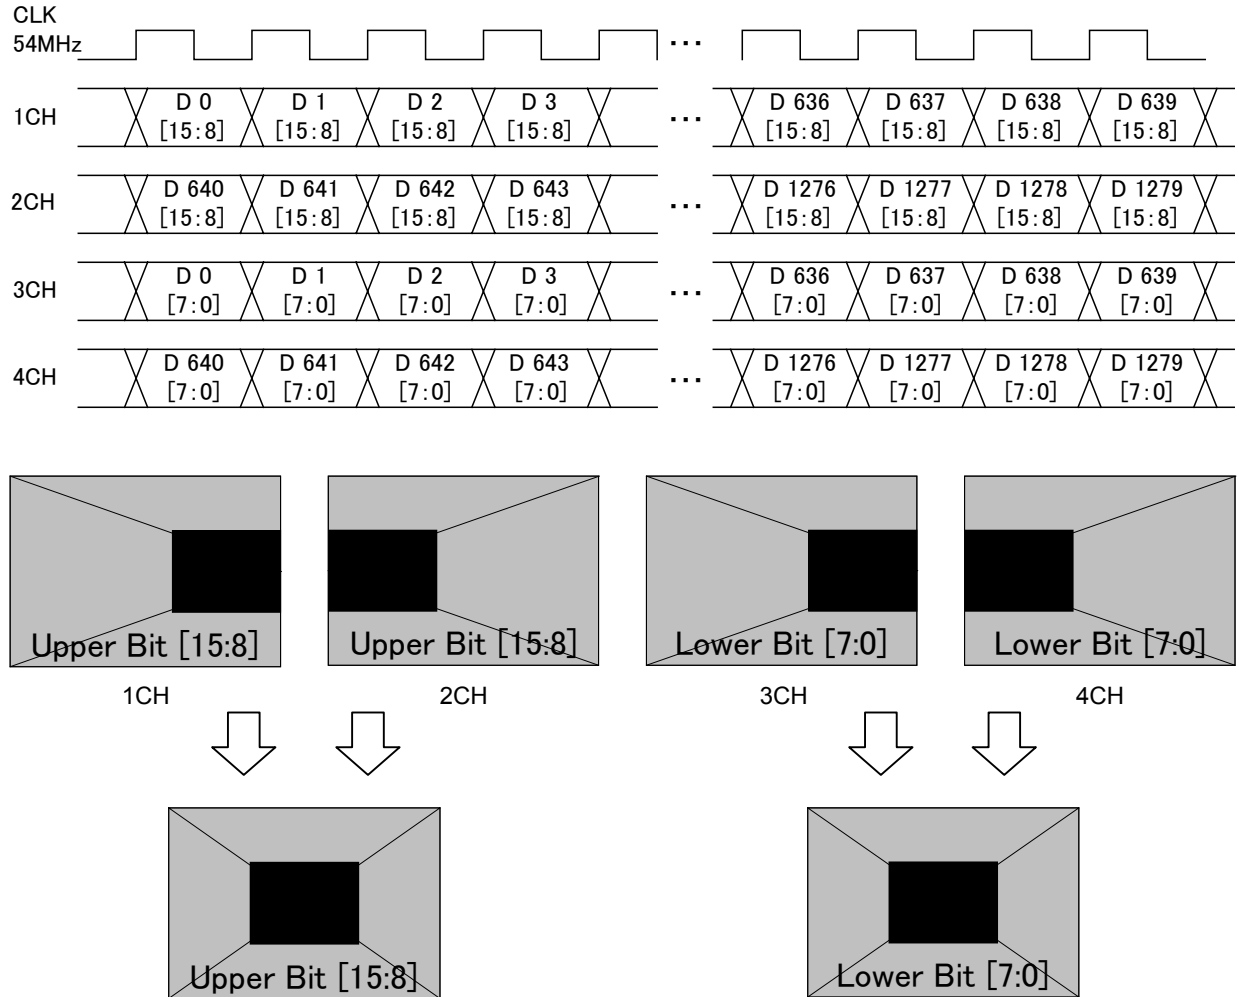 CLK
54MHz
...
1CH
D 0 D 1 D 2 D 3 ... D 636 D 637 D 638 D 639
[15:8] [15:8] [15:8] [15:8] [15:8] [15:8] [15:8] [15:8]
2CH
D 640 D 641 D 642 D 643 ... D 1276 D 1277 D 1278 D 1279
[15:8] [15:8] [15:8] [15:8] [15:8] [15:8] [15:8] [15:8]
3CH
D 0 D 1 D 2 D 3 ... D 636 D 637 D 638 D 639
[7:0] [7:0] [7:0] [7:0] [7:0] [7:0] [7:0] [7:0]
4CH
D 640 D 641 D 642 D 643 ... D 1276 D 1277 D 1278 D 1279
[7:0] [7:0] [7:0] [7:0] [7:0] [7:0] [7:0] [7:0]
Upper Bit [15:8] Upper Bit [15:8] Lower Bit [7:0] Lower Bit [7:0]
1CH 2CH 3CH 4CH
Upper Bit [15:8] Lower Bit [7:0]